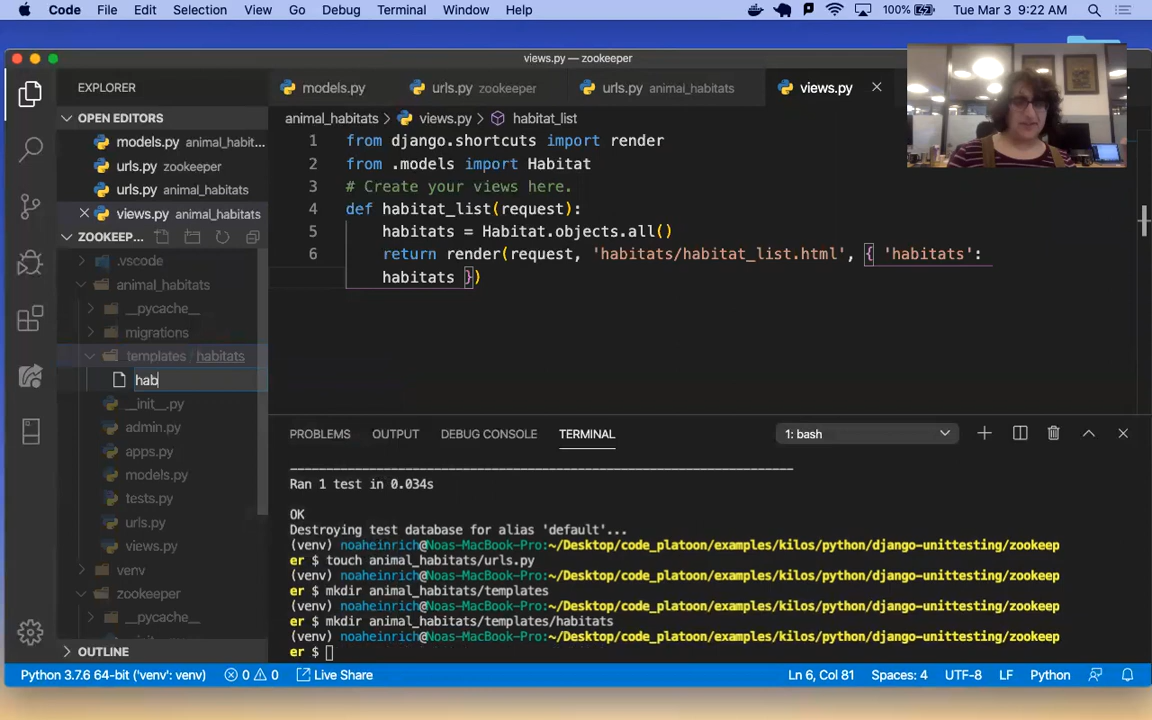 Code File Edit Selection View Go Debug Terminal Window Help 100% Tue Mar 3 9:22 AM
views.py — zookeeper
EXPLORER
models.py urls.py zookeeper urls.py animal_habitats views.py
OPEN EDITORS
animal_habitats views.py habitat_list
models.py animal_habit...
urls.py zookeeper
urls.py animal_habitats
views.py animal_habitats
ZOOKEEP...
.vscode
animal_habitats
__pycache__
migrations
templates / habitats
hab
__init__.py
admin.py
apps.py
models.py
tests.py
urls.py
views.py
venv
zookeeper
__pycache__
OUTLINE
1 from django.shortcuts import render
2 from .models import Habitat
3 # Create your views here.
4 def habitat_list(request):
5 habitats = Habitat.objects.all()
6 return render(request, 'habitats/habitat_list.html', { 'habitats':
habitats })
PROBLEMS OUTPUT DEBUG CONSOLE TERMINAL 1: bash
Ran 1 test in 0.034s
OK
Destroying test database for alias 'default'...
(venv) noaheinrich@Noas-MacBook-Pro:~/Desktop/code_platoon/examples/kilos/python/django-unittesting/zookeep
er $ touch animal_habitats/urls.py
(venv) noaheinrich@Noas-MacBook-Pro:~/Desktop/code_platoon/examples/kilos/python/django-unittesting/zookeep
er $ mkdir animal_habitats/templates
(venv) noaheinrich@Noas-MacBook-Pro:~/Desktop/code_platoon/examples/kilos/python/django-unittesting/zookeep
er $ mkdir animal_habitats/templates/habitats
(venv) noaheinrich@Noas-MacBook-Pro:~/Desktop/code_platoon/examples/kilos/python/django-unittesting/zookeep
er $
Python 3.7.6 64-bit ('venv': venv) 0 0 Live Share Ln 6, Col 81 Spaces: 4 UTF-8 LF Python